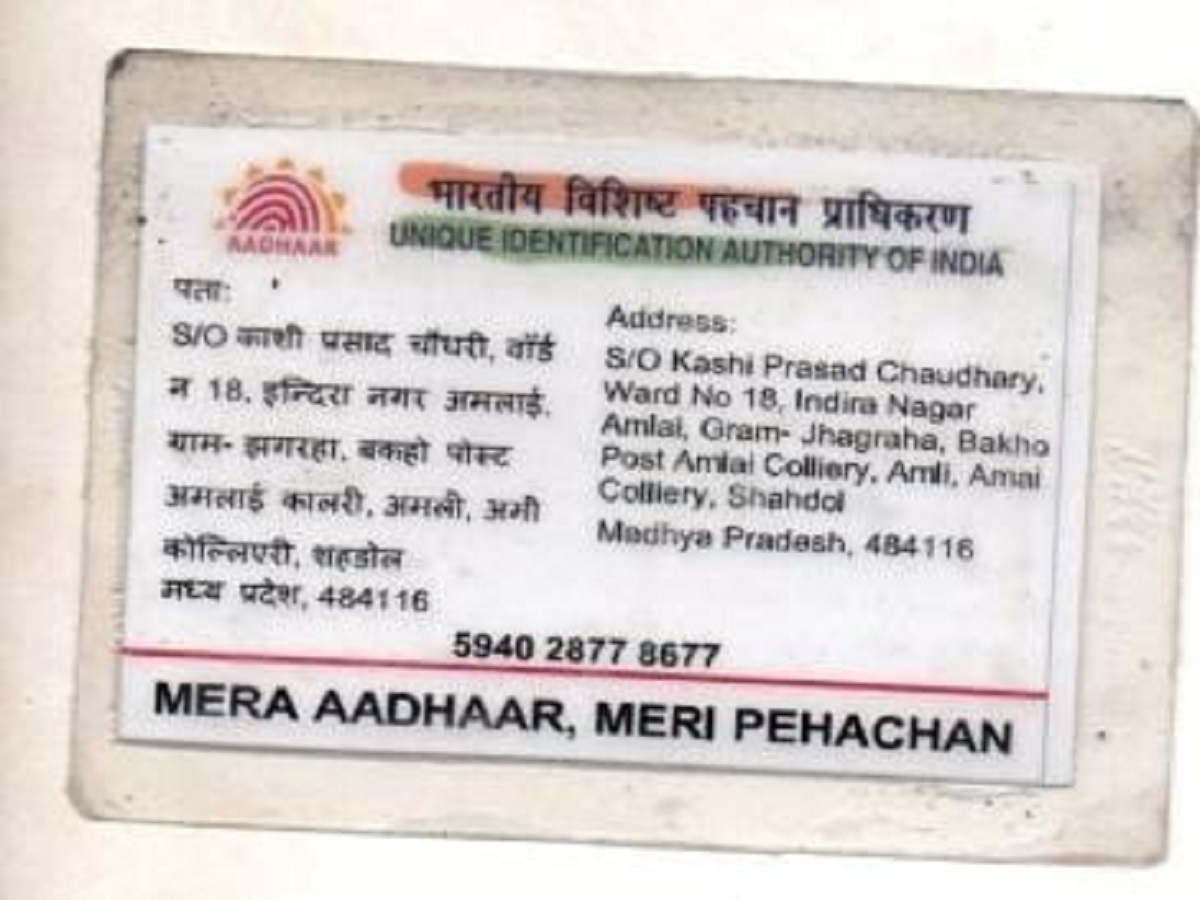 भारतीय विशिष्ट पहचान प्राधिकरण
AADHAAR
UNIQUE IDENTIFICATION AUTHORITY OF INDIA
पता:
S/O काशी प्रसाद चौधरी, वॉर्ड
न 18, इन्दिरा नगर अमलाई,
ग्राम- झगरहा, बकहो पोस्ट
अमलाई कालरी, अमली, अमी
कोल्लिएरी, शहडोल
मध्य प्रदेश, 484116
Address:
S/O Kashi Prasad Chaudhary,
Ward No 18, Indira Nagar
Amlai, Gram- Jhagraha, Bakho
Post Amlai Colliery, Amli, Amai
Colliery, Shahdol
Madhya Pradesh, 484116
5940 2877 8677
MERA AADHAAR, MERI PEHACHAN